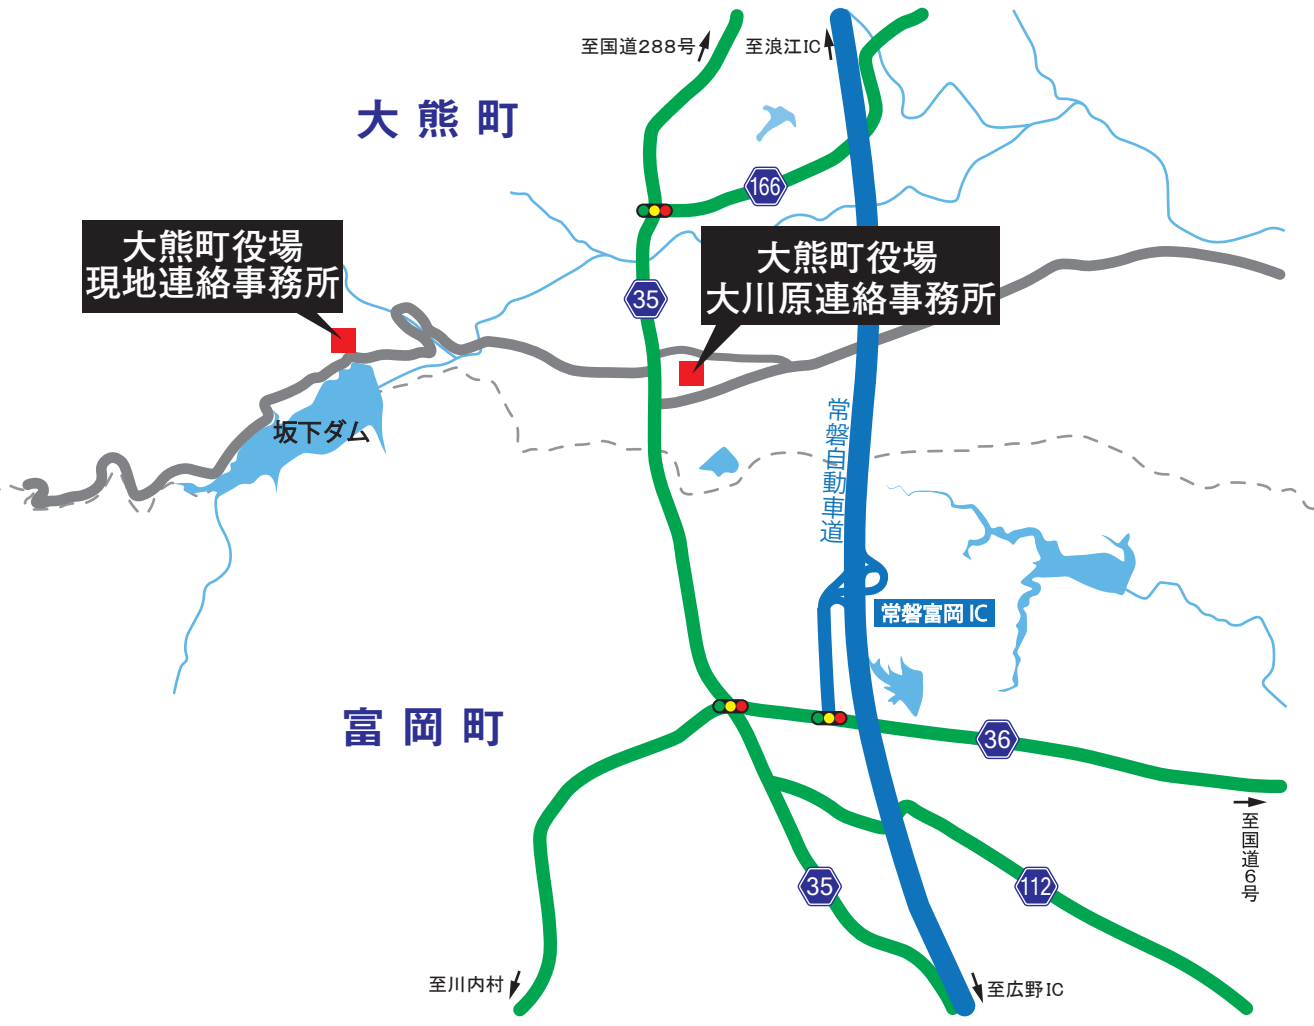 至国道288号
至浪江IC
大熊町
166
大熊町役場
現地連絡事務所
大熊町役場
大川原連絡事務所
35
常磐自動車道
坂下ダム
常磐富岡IC
富岡町
36
至国道6号
35
112
至川内村
至広野IC